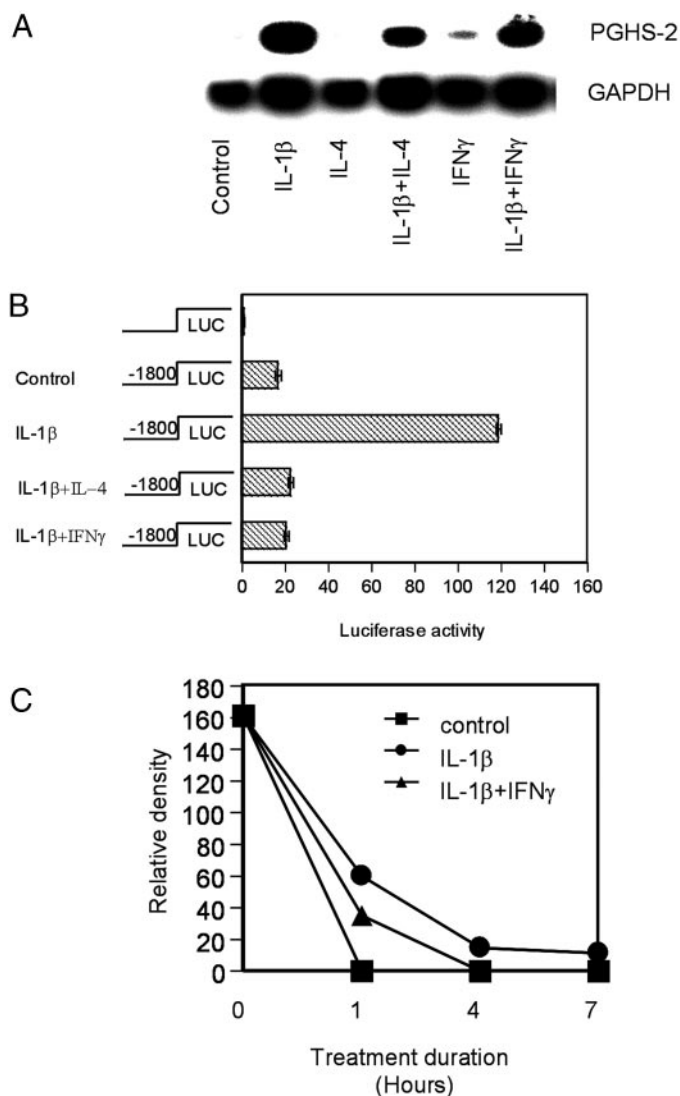 A
PGHS-2
GAPDH
Control
IL-1β
IL-4
IL-1β+IL-4
IFNγ
IL-1β+IFNγ
B
LUC
Control -1800 LUC
IL-1β -1800 LUC
IL-1β+IL-4 -1800 LUC
IL-1β+IFNγ -1800 LUC
0 20 40 60 80 100 120 140 160
Luciferase activity
C
180
160
140
120
100
80
60
40
20
0
Relative density
control
IL-1β
IL-1β+IFNγ
0 1 4 7
Treatment duration
(Hours)